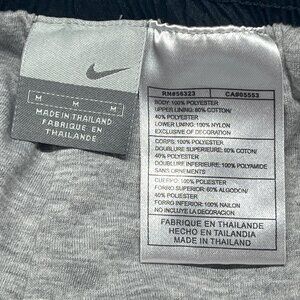 M M M M
MADE IN THAILAND
FABRIQUE EN
THAILANDE
RN#56323 CA#05553
BODY: 100% POLYESTER
UPPER LINING: 60% COTTON/
40% POLYESTER
LOWER LINING: 100% NYLON
EXCLUSIVE OF DECORATION
CORPS: 100% POLYESTER
DOUBLURE SUPERIEURE: 60% COTON/
40% POLYESTER
DOUBLURE INFERIEURE: 100% POLYAMIDE
SANS ORNEMENTS
CUERPO: 100% POLIESTER
FORRO SUPERIOR: 60% ALGODON/
40% POLIESTER
FORRO INFERIOR: 100% NAILON
NO INCLUYE LA DECORACION
FABRIQUE EN THAILANDE
HECHO EN TAILANDIA
MADE IN THAILAND